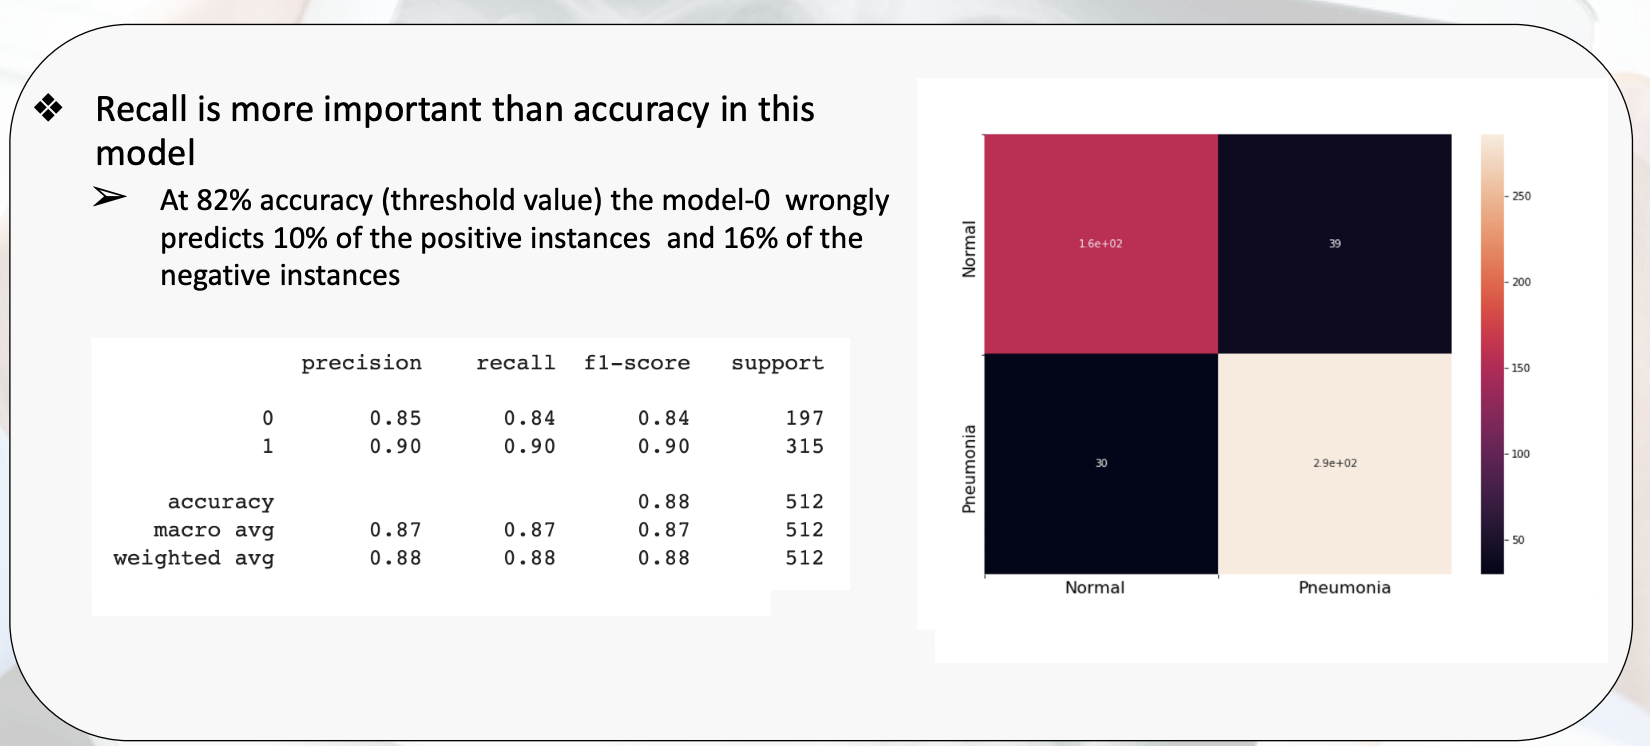 ❖ Recall is more important than accuracy in this
model
➢ At 82% accuracy (threshold value) the model-0 wrongly
predicts 10% of the positive instances and 16% of the
negative instances
precision recall f1-score support
0 0.85 0.84 0.84 197
1 0.90 0.90 0.90 315
accuracy 0.88 512
macro avg 0.87 0.87 0.87 512
weighted avg 0.88 0.88 0.88 512
Normal
1.6e+02 39
Pneumonia
30 2.9e+02
Normal Pneumonia
250
200
150
100
50